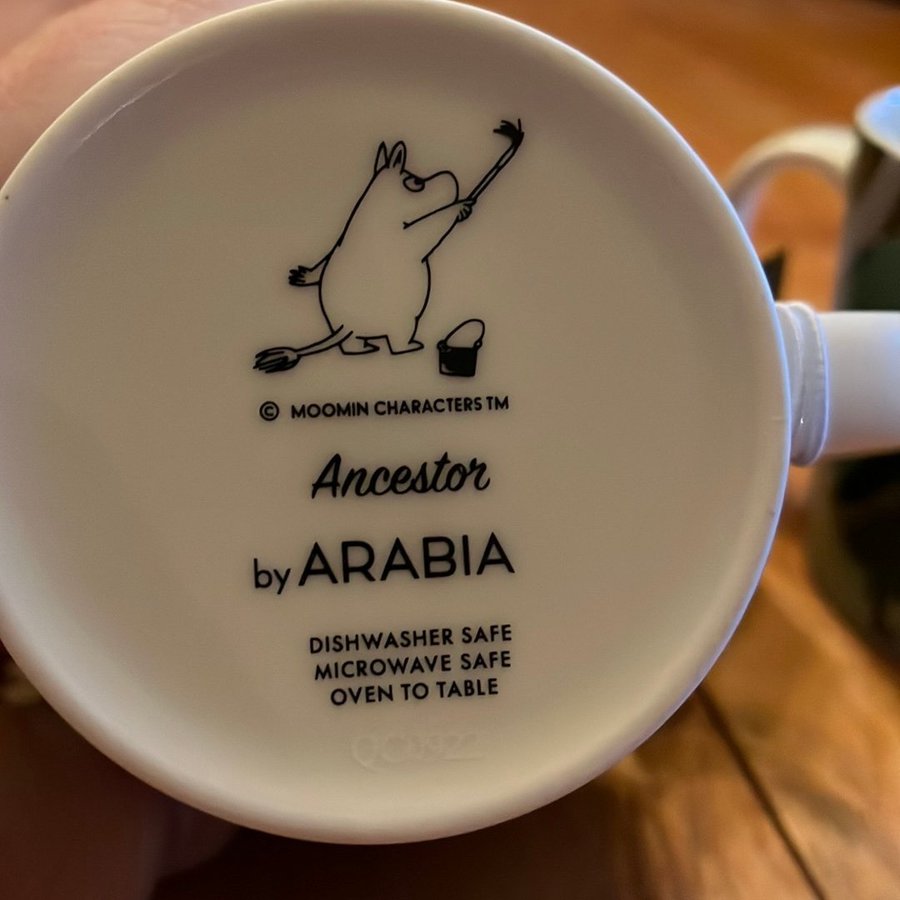 © MOOMIN CHARACTERS TM
Ancestor
by ARABIA
DISHWASHER SAFE
MICROWAVE SAFE
OVEN TO TABLE